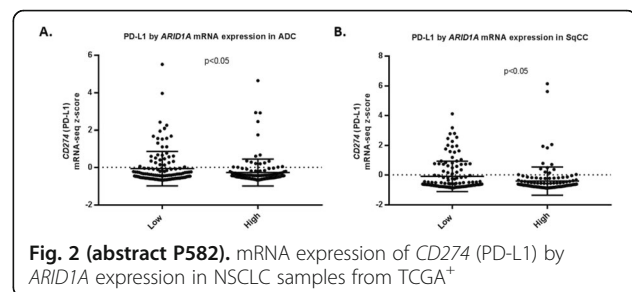 A.
PD-L1 by ARID1A mRNA expression in ADC
p<0.05
CD274 (PD-L1)
mRNA-seq z-score
6
4
2
0
-2
Low
High
B.
PD-L1 by ARID1A mRNA expression in SqCC
p<0.05
CD274 (PD-L1)
mRNA-seq z-score
8
6
4
2
0
-2
Low
High
Fig. 2 (abstract P582). mRNA expression of CD274 (PD-L1) by
ARID1A expression in NSCLC samples from TCGA+